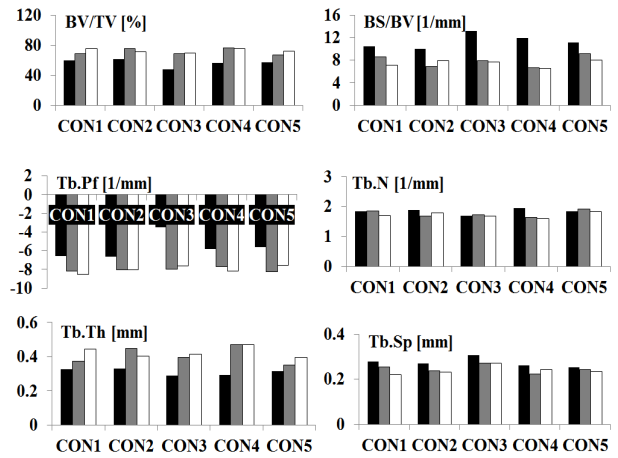 BV/TV [%]
120
80
40
0
CON1 CON2 CON3 CON4 CON5
BS/BV [1/mm]
16
12
8
4
0
CON1 CON2 CON3 CON4 CON5
Tb.Pf [1/mm]
2
0
-2
-4
-6
-8
-10
CON1 CON2 CON3 CON4 CON5
Tb.N [1/mm]
3
2
1
0
CON1 CON2 CON3 CON4 CON5
Tb.Th [mm]
0.6
0.4
0.2
0
CON1 CON2 CON3 CON4 CON5
Tb.Sp [mm]
0.4
0.2
0
CON1 CON2 CON3 CON4 CON5